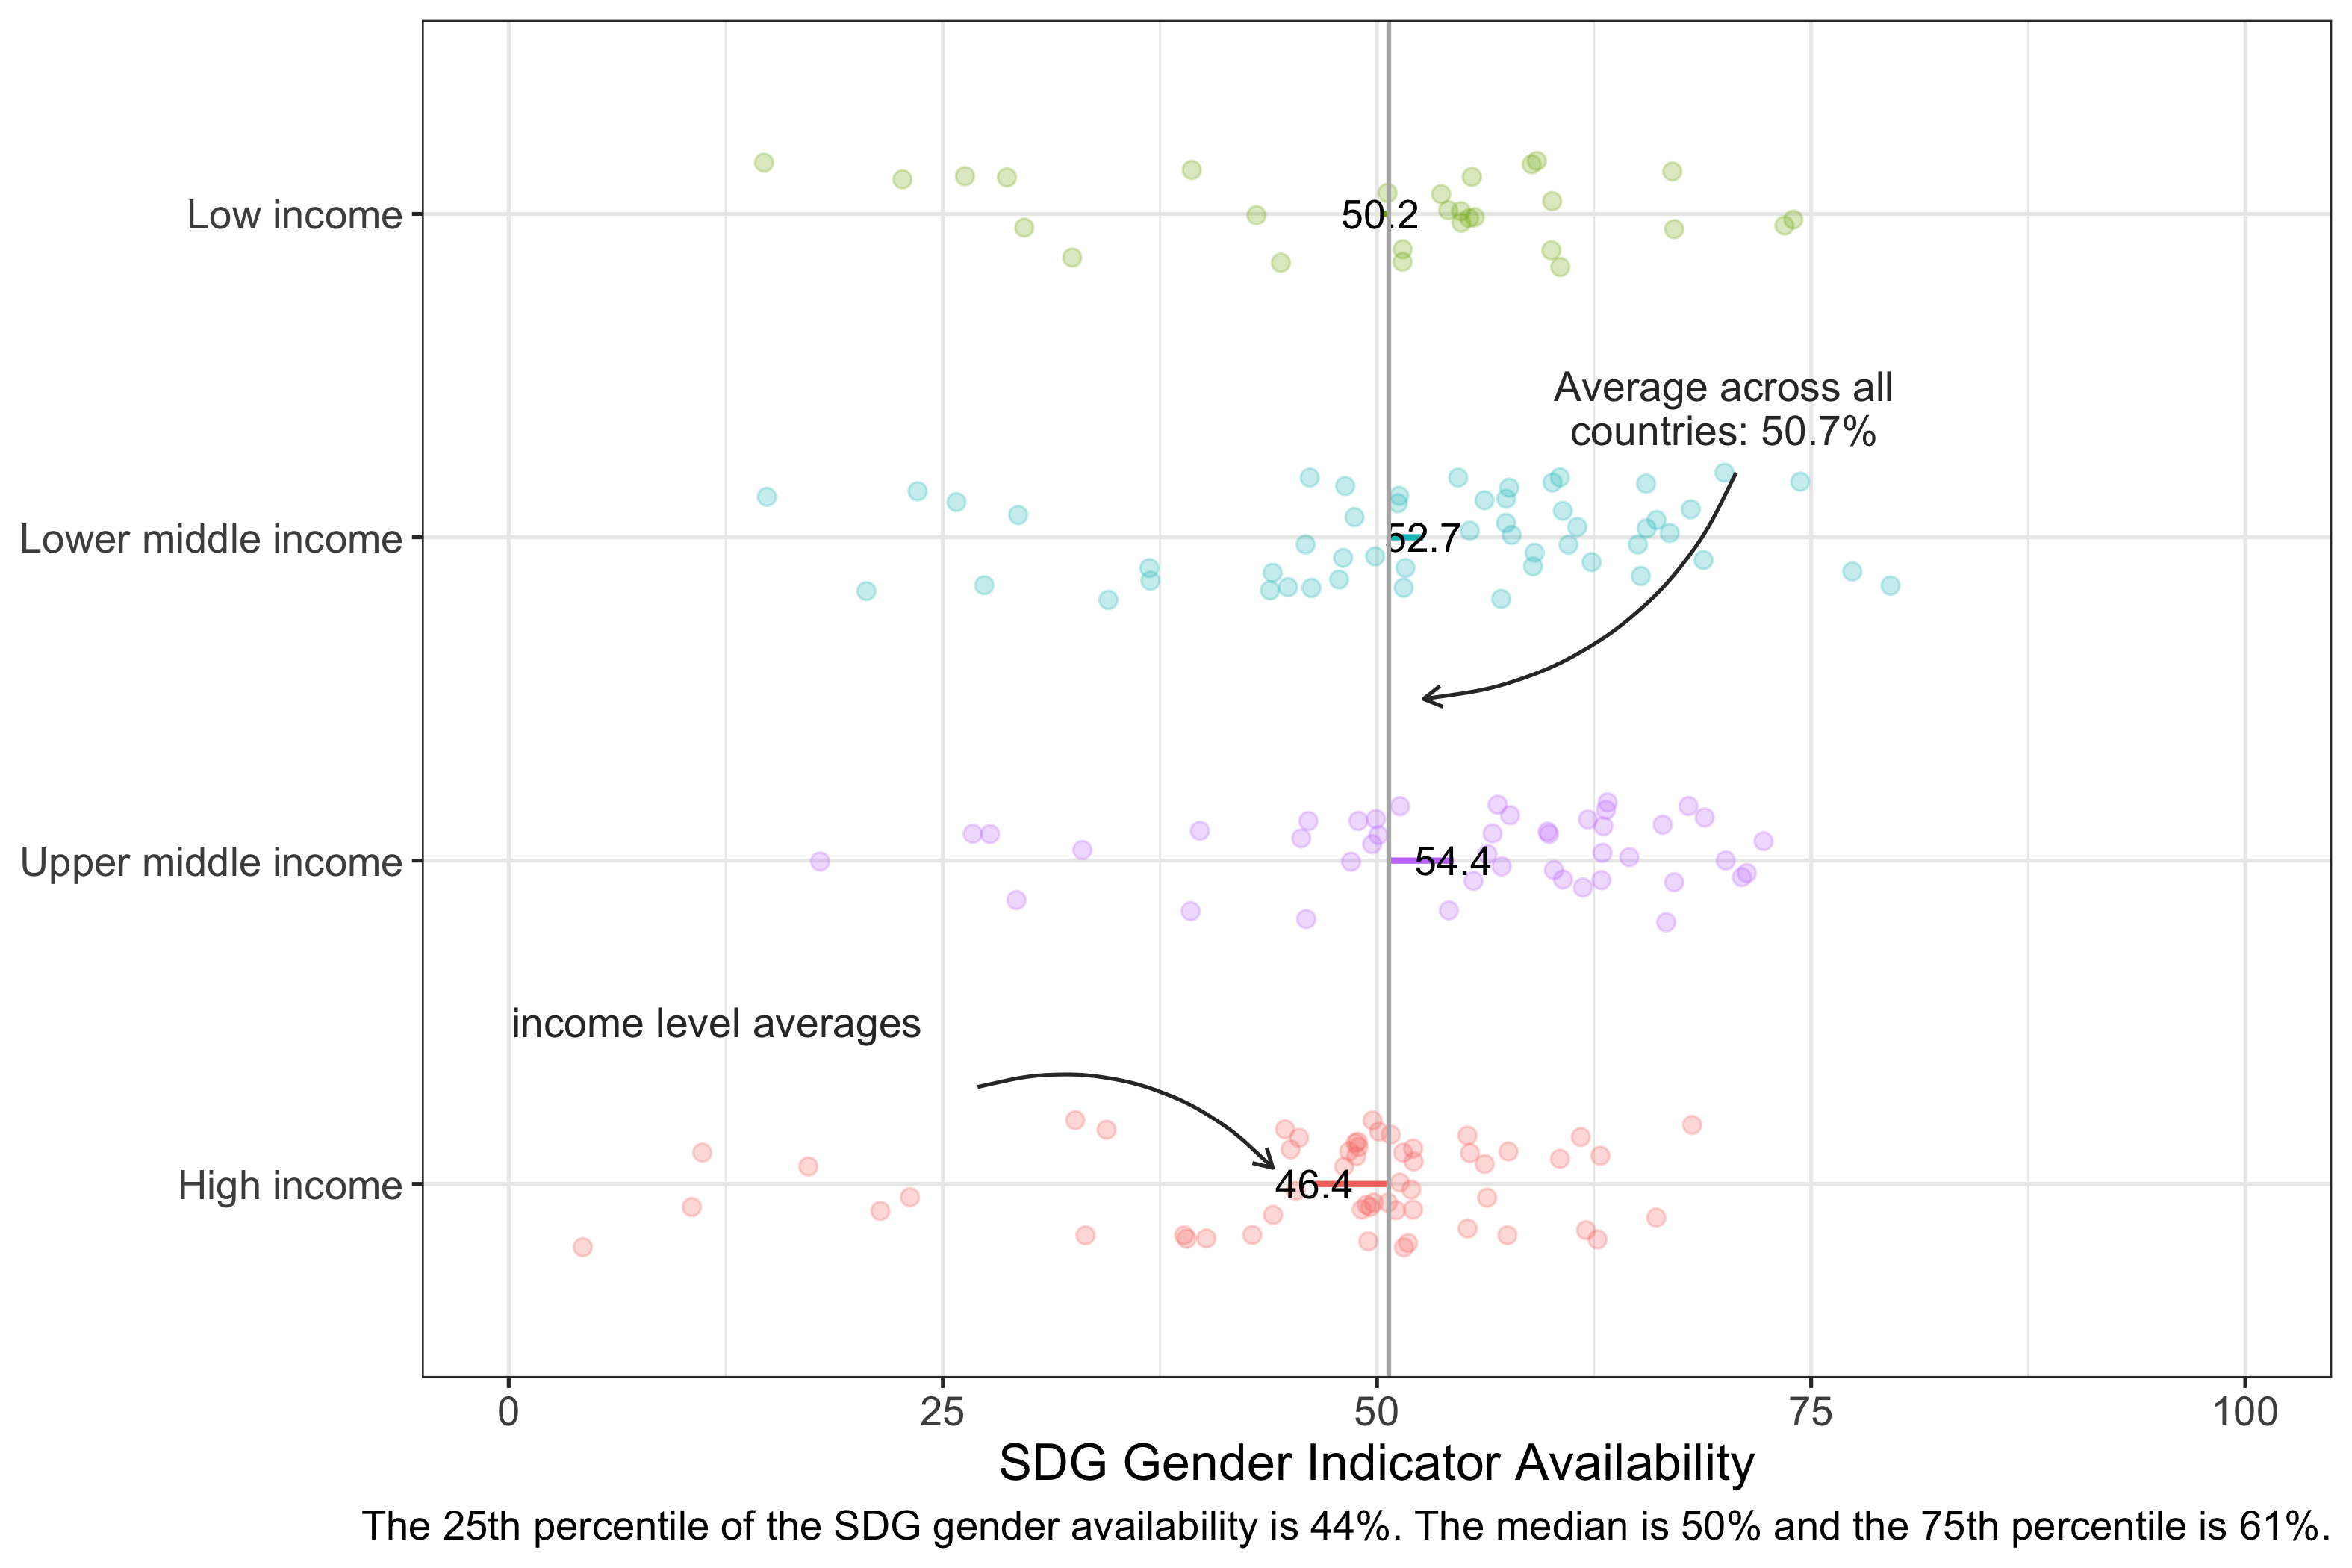 Low income
50.2
Average across all
countries: 50.7%
Lower middle income
52.7
Upper middle income
54.4
income level averages
High income
46.4
0 25 50 75 100
SDG Gender Indicator Availability
The 25th percentile of the SDG gender availability is 44%. The median is 50% and the 75th percentile is 61%.